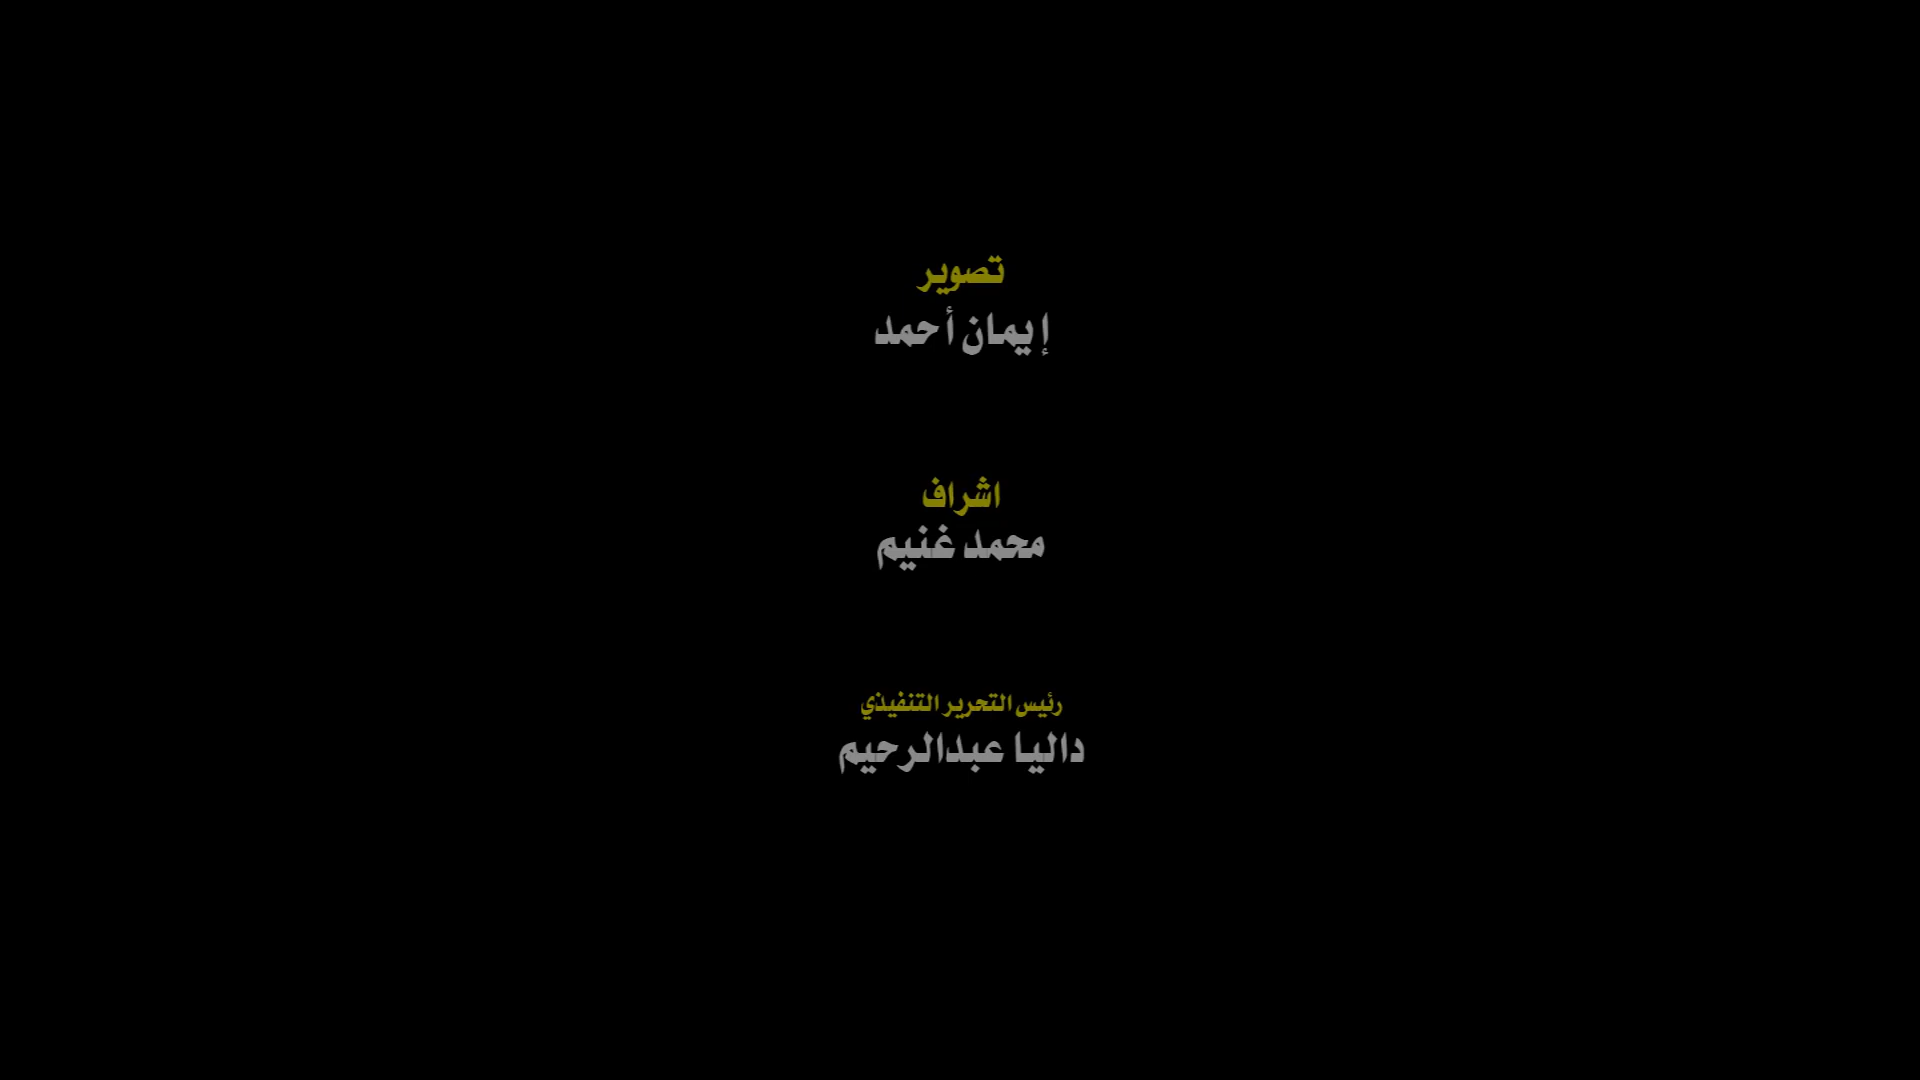 تصوير
إيمان أحمد
اشراف
محمد غنيم
رئيس التحرير التنفيذي
داليا عبدالرحيم